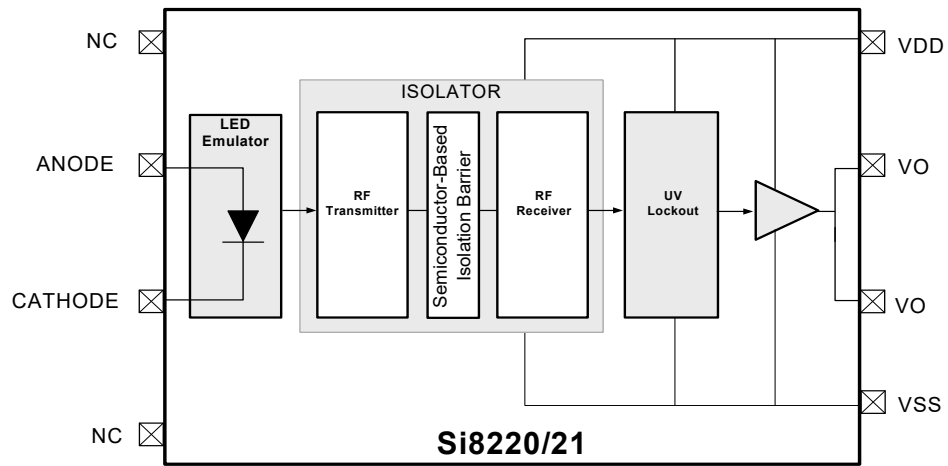 NC
VDD
ISOLATOR
LED
Emulator
ANODE
VO
RF
Transmitter
Semiconductor-Based
Isolation Barrier
RF
Receiver
UV
Lockout
CATHODE
VO
NC
VSS
Si8220/21